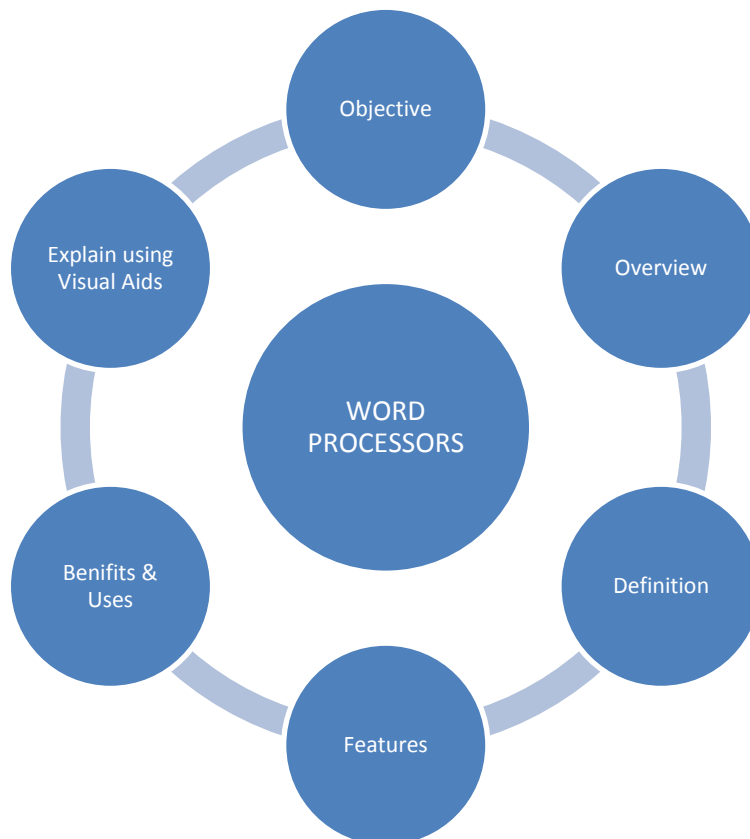 Objective
Overview
Definition
Features
Benifits &
Uses
Explain using
Visual Aids
WORD
PROCESSORS